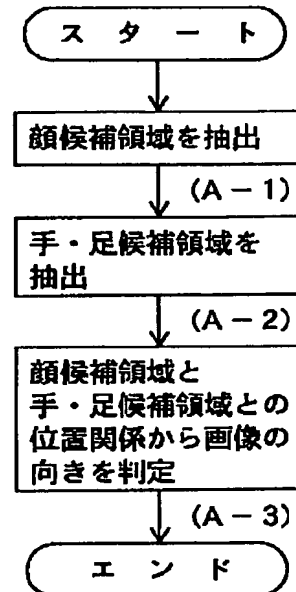 スタート
顔候補領域を抽出
(A－1)
手・足候補領域を
抽出
(A－2)
顔候補領域と
手・足候補領域との
位置関係から画像の
向きを判定
(A－3)
エンド